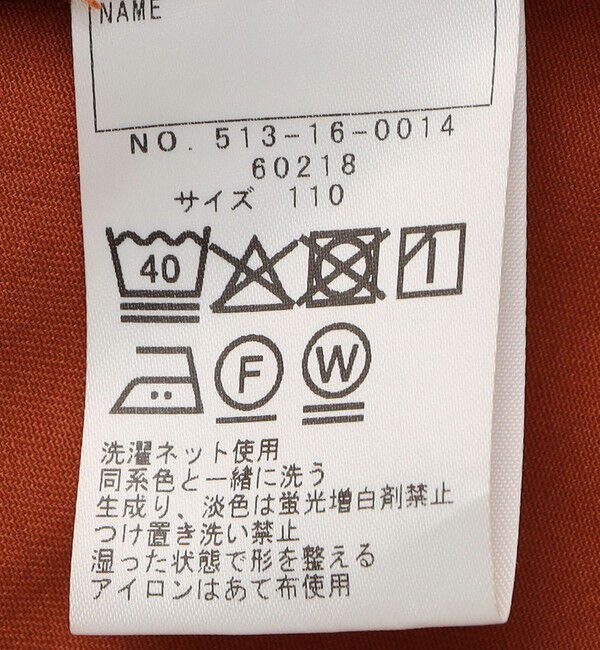 NAME
NO. 513-16-0014
60218
サイズ 110
40
F W
洗濯ネット使用
同系色と一緒に洗う
生成り、淡色は蛍光増白剤禁止
つけ置き洗い禁止
湿った状態で形を整える
アイロンはあて布使用